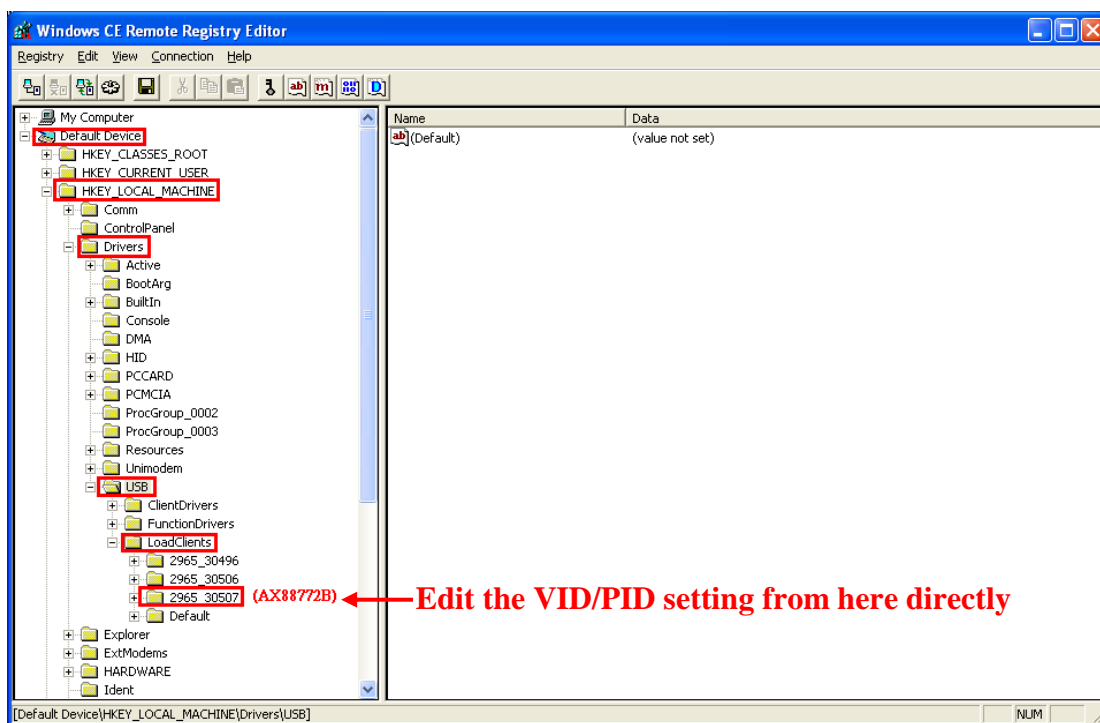 Windows CE Remote Registry Editor
Registry Edit View Connection Help
Name Data
My Computer
(Default) (value not set)
Default Device
HKEY_CLASSES_ROOT
HKEY_CURRENT_USER
HKEY_LOCAL_MACHINE
Comm
ControlPanel
Drivers
Active
BootArg
BuiltIn
Console
DMA
HID
PCCARD
PCMCIA
ProcGroup_0002
ProcGroup_0003
Resources
Unimodem
USB
ClientDrivers
FunctionDrivers
LoadClients
2965_30496
2965_30506
2965_30507 (AX88772B) Edit the VID/PID setting from here directly
Default
Explorer
ExtModems
HARDWARE
Ident
[Default Device\HKEY_LOCAL_MACHINE\Drivers\USB] NUM